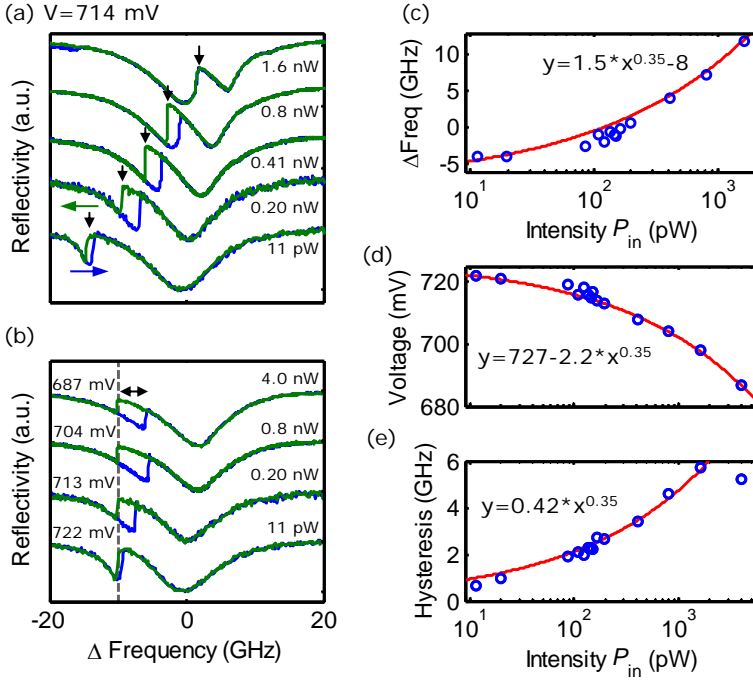 (a) V=714 mV
Reflectivity (a.u.)
1.6 nW
0.8 nW
0.41 nW
0.20 nW
11 pW
(b)
Reflectivity (a.u.)
687 mV 4.0 nW
704 mV 0.8 nW
713 mV 0.20 nW
722 mV 11 pW
-20 0 20
Δ Frequency (GHz)
(c)
ΔFreq (GHz)
10
5
0
-5
y=1.5*x^0.35-8
10^1 10^2 10^3
Intensity P_in (pW)
(d)
Voltage (mV)
720
700
680
y=727-2.2*x^0.35
(e)
Hysteresis (GHz)
6
4
2
0
y=0.42*x^0.35
10^1 10^2 10^3
Intensity P_in (pW)